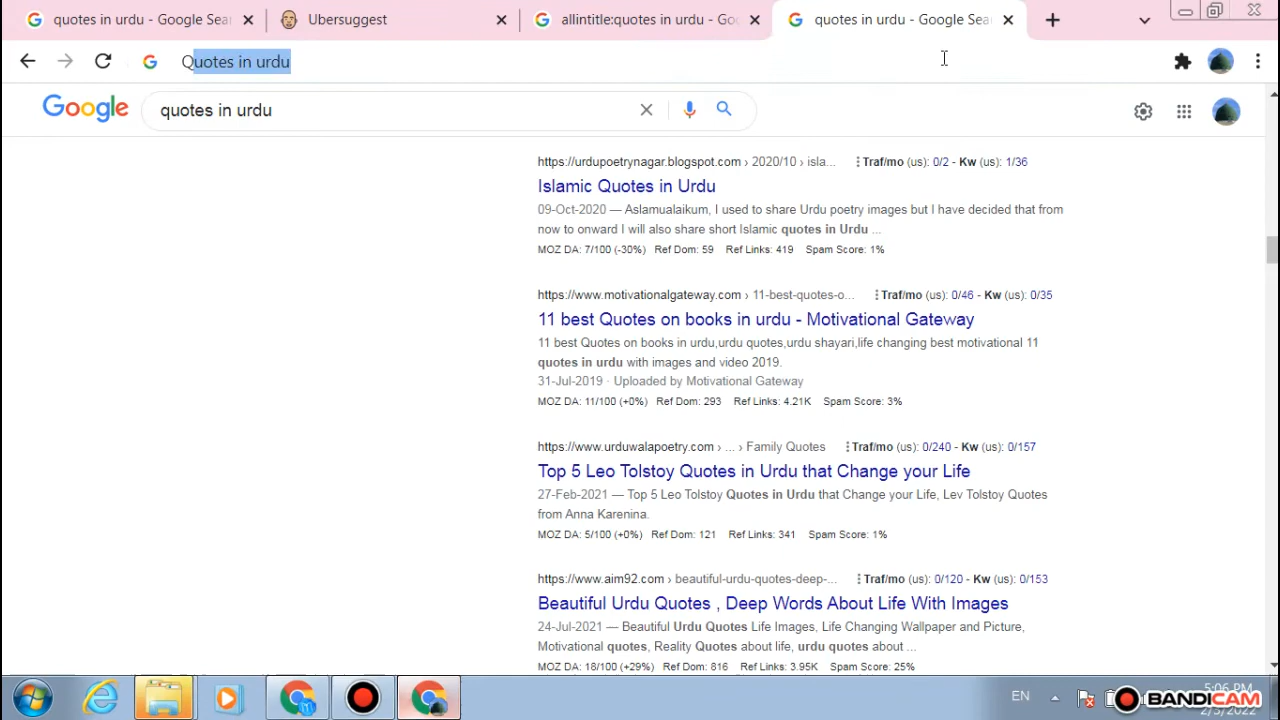 quotes in urdu - Google Sea
Ubersuggest
allintitle:quotes in urdu - Goo
quotes in urdu - Google Sea
Quotes in urdu
Google
quotes in urdu
https://urdupoetrynagar.blogspot.com › 2020/10 › isla... Traf/mo (us): 0/2 - Kw (us): 1/36
Islamic Quotes in Urdu
09-Oct-2020 — Aslamualaikum, I used to share Urdu poetry images but I have decided that from
now to onward I will also share short Islamic quotes in Urdu ...
MOZ DA: 7/100 (-30%) Ref Dom: 59 Ref Links: 419 Spam Score: 1%
https://www.motivationalgateway.com › 11-best-quotes-o... Traf/mo (us): 0/46 - Kw (us): 0/35
11 best Quotes on books in urdu - Motivational Gateway
11 best Quotes on books in urdu,urdu quotes,urdu shayari,life changing best motivational 11
quotes in urdu with images and video 2019.
31-Jul-2019 · Uploaded by Motivational Gateway
MOZ DA: 11/100 (+0%) Ref Dom: 293 Ref Links: 4.21K Spam Score: 3%
https://www.urduwalapoetry.com › ... › Family Quotes Traf/mo (us): 0/240 - Kw (us): 0/157
Top 5 Leo Tolstoy Quotes in Urdu that Change your Life
27-Feb-2021 — Top 5 Leo Tolstoy Quotes in Urdu that Change your Life, Lev Tolstoy Quotes
from Anna Karenina.
MOZ DA: 5/100 (+0%) Ref Dom: 121 Ref Links: 341 Spam Score: 1%
https://www.aim92.com › beautiful-urdu-quotes-deep-... Traf/mo (us): 0/120 - Kw (us): 0/153
Beautiful Urdu Quotes , Deep Words About Life With Images
24-Jul-2021 — Beautiful Urdu Quotes Life Images, Life Changing Wallpaper and Picture,
Motivational quotes, Reality Quotes about life, urdu quotes about ...
MOZ DA: 18/100 (+29%) Ref Dom: 816 Ref Links: 3.95K Spam Score: 25%
EN
5:06 PM
BANDICAM
2/5/2022